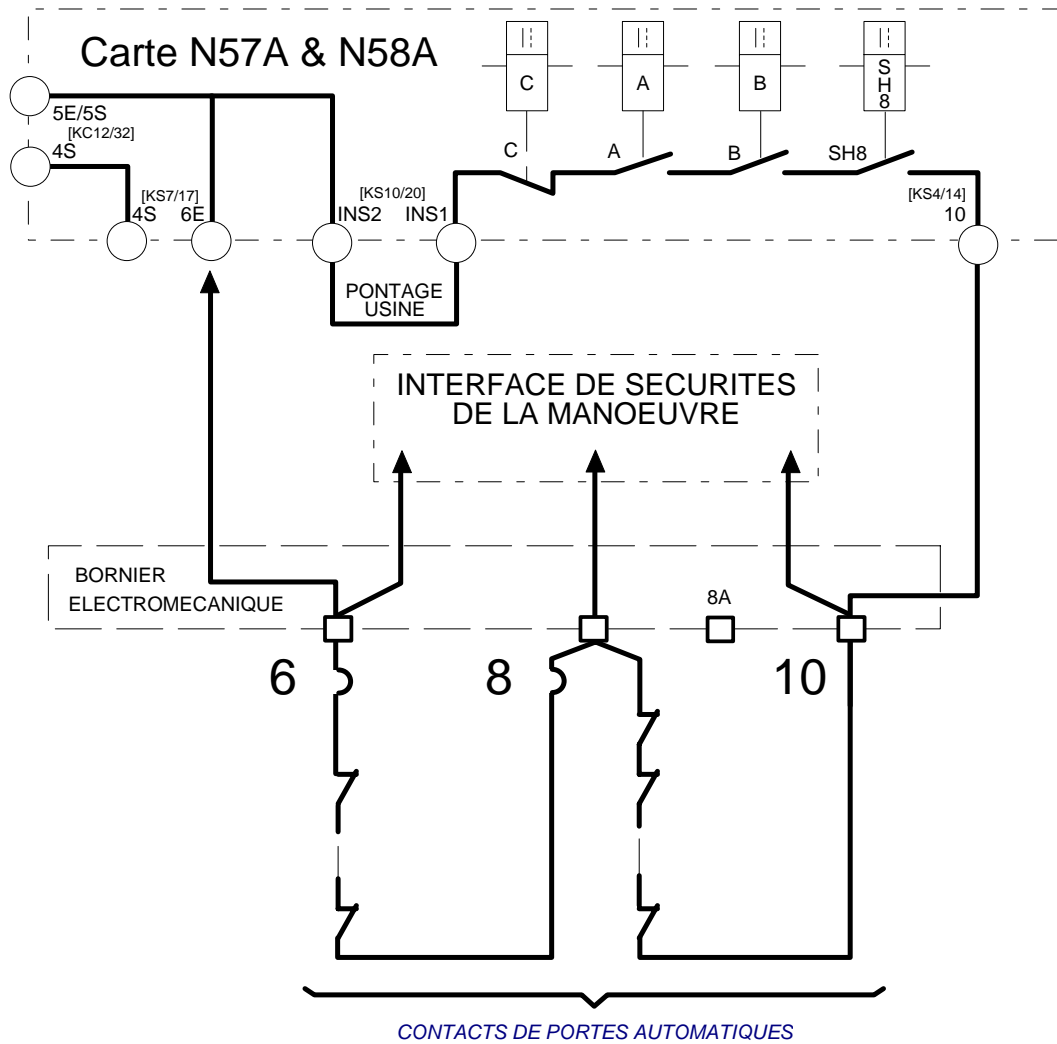 Carte N57A & N58A
C
A
B
S
H
8
5E/5S
[KC12/32]
4S
C
A
B
SH8
[KS7/17]
4S
6E
[KS10/20]
INS2
INS1
[KS4/14]
10
PONTAGE
USINE
INTERFACE DE SECURITES
DE LA MANOEUVRE
BORNIER
ELECTROMECANIQUE
8A
6
8
10
CONTACTS DE PORTES AUTOMATIQUES